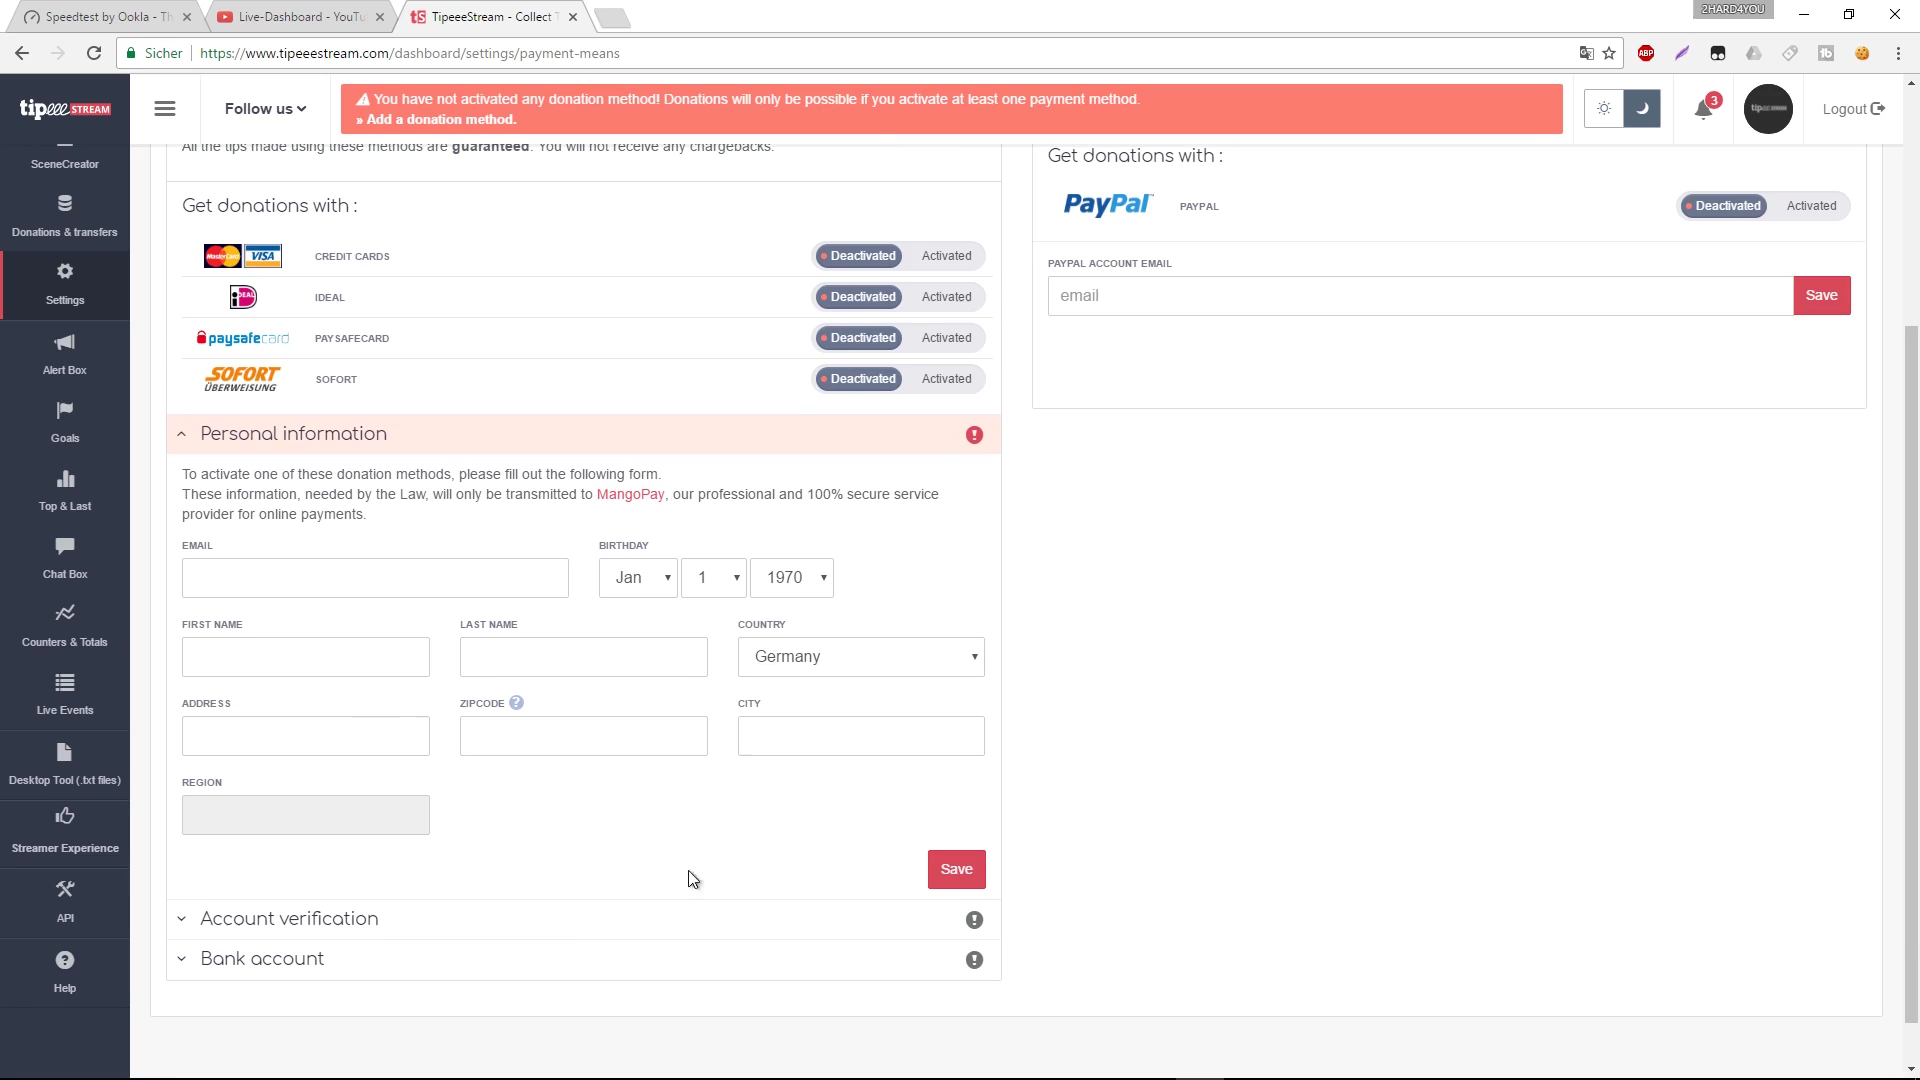 2HARD4YOU
Speedtest by Ookla - Th
Live-Dashboard - YouTu
TipeeeStream - Collect T
Sicher
https://www.tipeeestream.com/dashboard/settings/payment-means
tipeee STREAM
Follow us
You have not activated any donation method! Donations will only be possible if you activate at least one payment method.
» Add a donation method.
3
Logout
SceneCreator
Donations & transfers
Settings
Alert Box
Goals
Top & Last
Chat Box
Counters & Totals
Live Events
Desktop Tool (.txt files)
Streamer Experience
API
Help
All the tips made using these methods are guaranteed. You will not receive any chargebacks.
Get donations with :
MasterCard VISA CREDIT CARDS Deactivated Activated
iDEAL IDEAL Deactivated Activated
paysafecard PAYSAFECARD Deactivated Activated
SOFORT ÜBERWEISUNG SOFORT Deactivated Activated
Personal information
To activate one of these donation methods, please fill out the following form.
These information, needed by the Law, will only be transmitted to MangoPay, our professional and 100% secure service
provider for online payments.
EMAIL BIRTHDAY
Jan 1 1970
FIRST NAME LAST NAME COUNTRY
Germany
ADDRESS ZIPCODE ? CITY
REGION
Save
Account verification
Bank account
Get donations with :
PayPal PAYPAL Deactivated Activated
PAYPAL ACCOUNT EMAIL
email Save